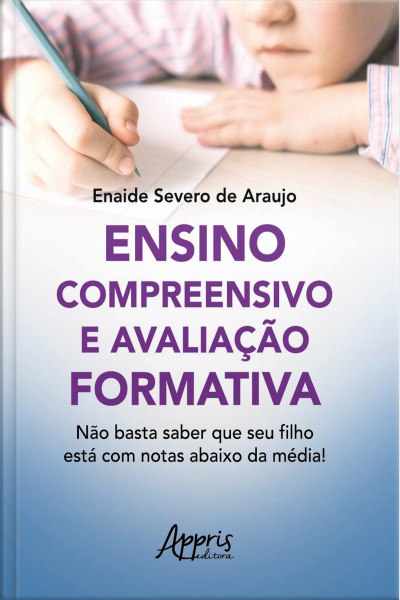 Enaide Severo de Araujo
ENSINO
COMPREENSIVO
E AVALIAÇÃO
FORMATIVA
Não basta saber que seu filho
está com notas abaixo da média!
Appris
editora